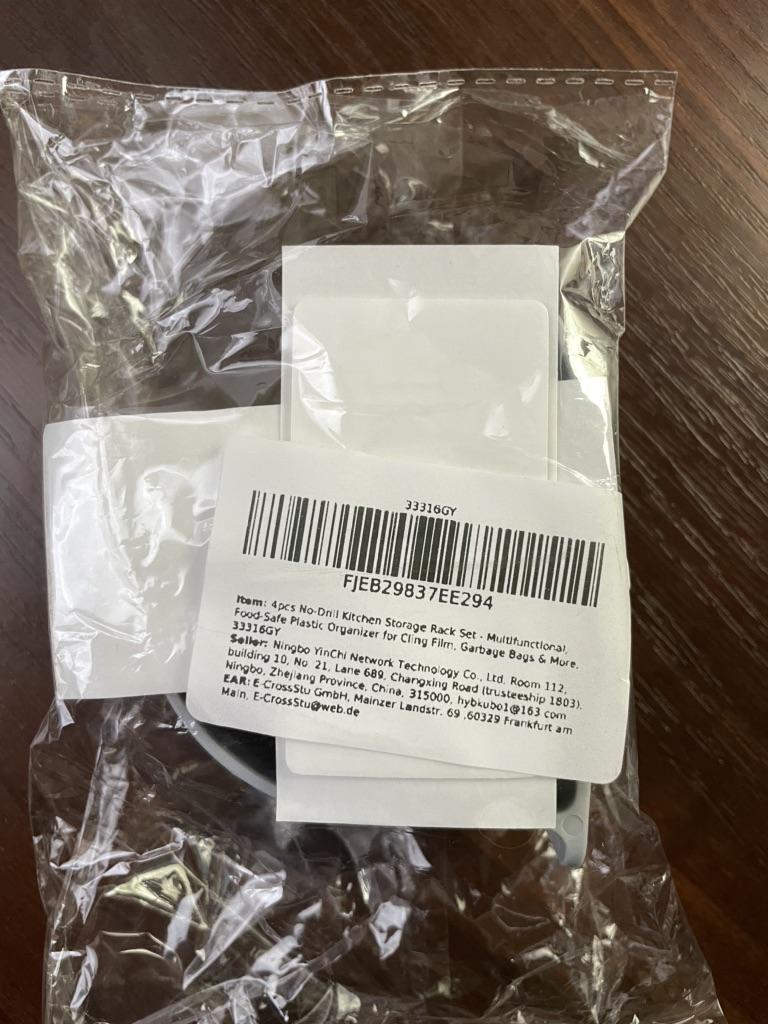 33316GY
FJEB29837EE294
Item: 4pcs No-Drill Kitchen Storage Rack Set - Multifunctional,
Food-Safe Plastic Organizer for Cling Film, Garbage Bags & More,
33316GY
Seller: Ningbo YinChi Network Technology Co., Ltd. Room 112,
building 10, No. 21, Lane 689, Changxing Road (trusteeship 1803).
Ningbo, Zhejiang Province, China, 315000, hybkubo1@163 com
EAR: E-CrossStu GmbH, Mainzer Landstr. 69 ,60329 Frankfurt am
Main, E-CrossStu@web.de